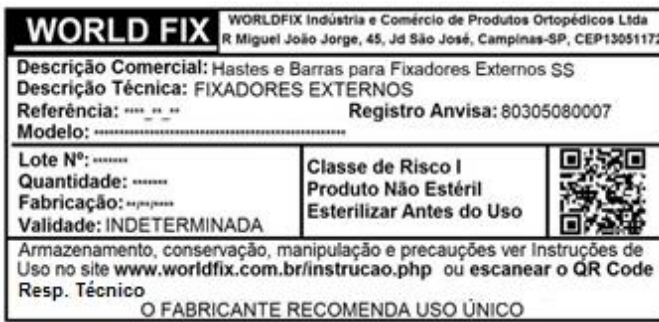 WORLD FIX
WORLDFIX Indústria e Comércio de Produtos Ortopédicos Ltda
R Miguel João Jorge, 45, Jd São José, Campinas-SP, CEP13051172
Descrição Comercial: Hastes e Barras para Fixadores Externos SS
Descrição Técnica: FIXADORES EXTERNOS
Referência: ····_··_·· Registro Anvisa: 80305080007
Modelo: ··················································
Lote Nº: ·······
Quantidade: ·······
Fabricação: ··/··/····
Validade: INDETERMINADA
Classe de Risco I
Produto Não Estéril
Esterilizar Antes do Uso
Armazenamento, conservação, manipulação e precauções ver Instruções de
Uso no site www.worldfix.com.br/instrucao.php ou escanear o QR Code
Resp. Técnico
O FABRICANTE RECOMENDA USO ÚNICO